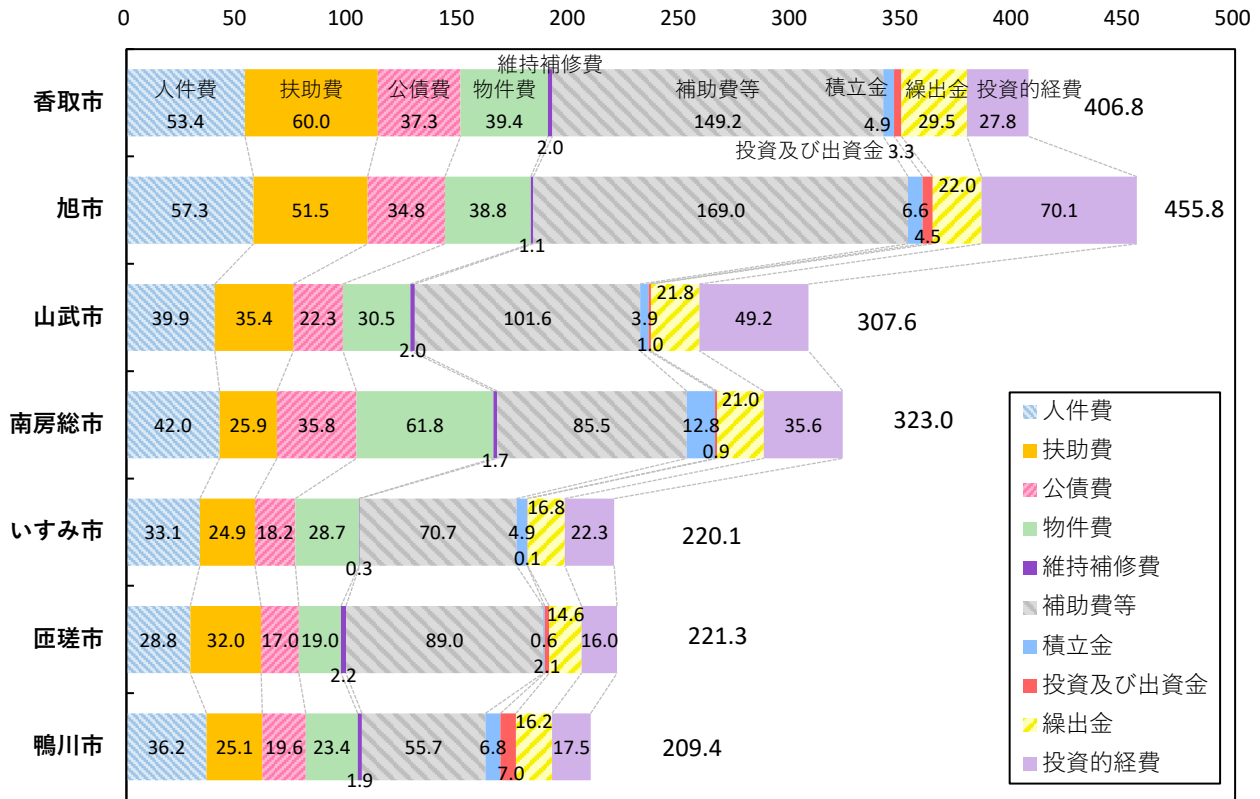 0 50 100 150 200 250 300 350 400 450 500
維持補修費
人件費 扶助費 公債費 物件費 補助費等 積立金 繰出金 投資的経費
香取市 53.4 60.0 37.3 39.4 149.2 4.9 29.5 27.8 406.8
2.0 投資及び出資金 3.3
旭市 57.3 51.5 34.8 38.8 169.0 6.6 22.0 70.1 455.8
1.1 4.5
山武市 39.9 35.4 22.3 30.5 101.6 3.9 21.8 49.2 307.6
2.0 1.0
南房総市 42.0 25.9 35.8 61.8 85.5 12.8 21.0 35.6 323.0
1.7 0.9
いすみ市 33.1 24.9 18.2 28.7 70.7 4.9 16.8 22.3 220.1
0.3 0.1
匝瑳市 28.8 32.0 17.0 19.0 89.0 0.6 14.6 16.0 221.3
2.2 2.1
鴨川市 36.2 25.1 19.6 23.4 55.7 6.8 16.2 17.5 209.4
1.9 7.0
人件費
扶助費
公債費
物件費
維持補修費
補助費等
積立金
投資及び出資金
繰出金
投資的経費